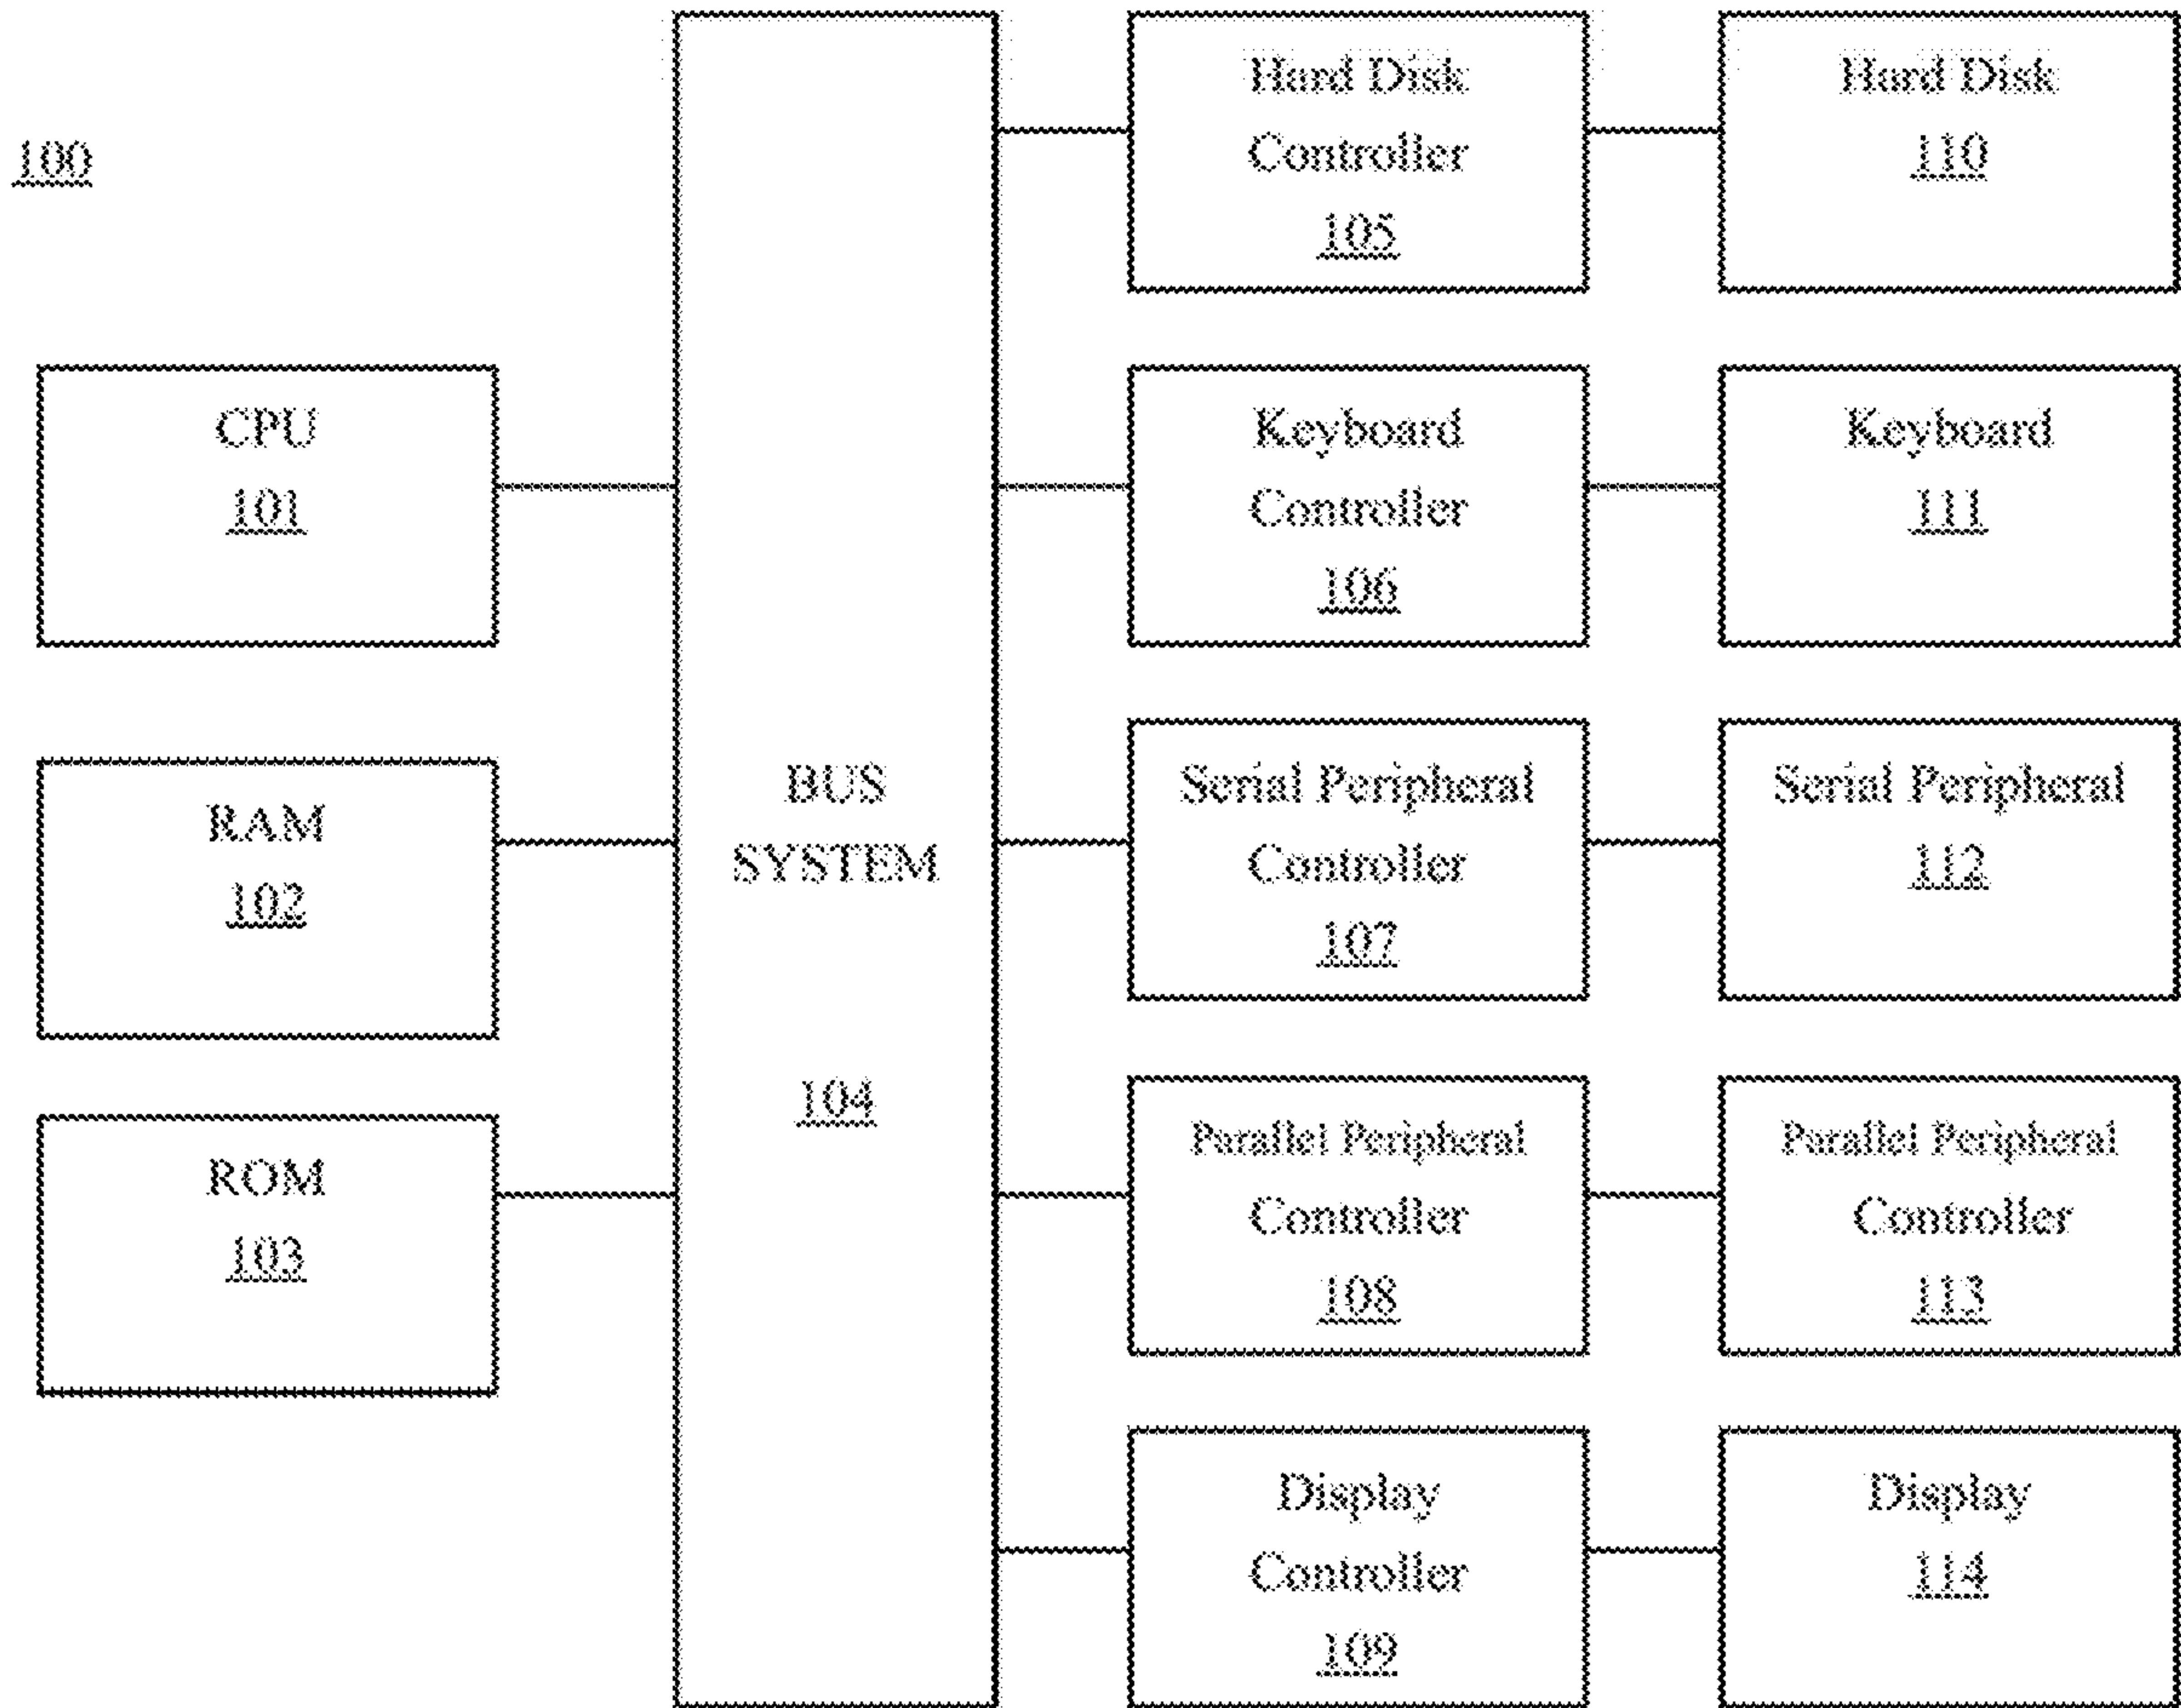 100
CPU
101
RAM
102
ROM
103
BUS
SYSTEM
104
Hard Disk
Controller
105
Hard Disk
110
Keyboard
Controller
106
Keyboard
111
Serial Peripheral
Controller
107
Serial Peripheral
112
Parallel Peripheral
Controller
108
Parallel Peripheral
Controller
113
Display
Controller
109
Display
114